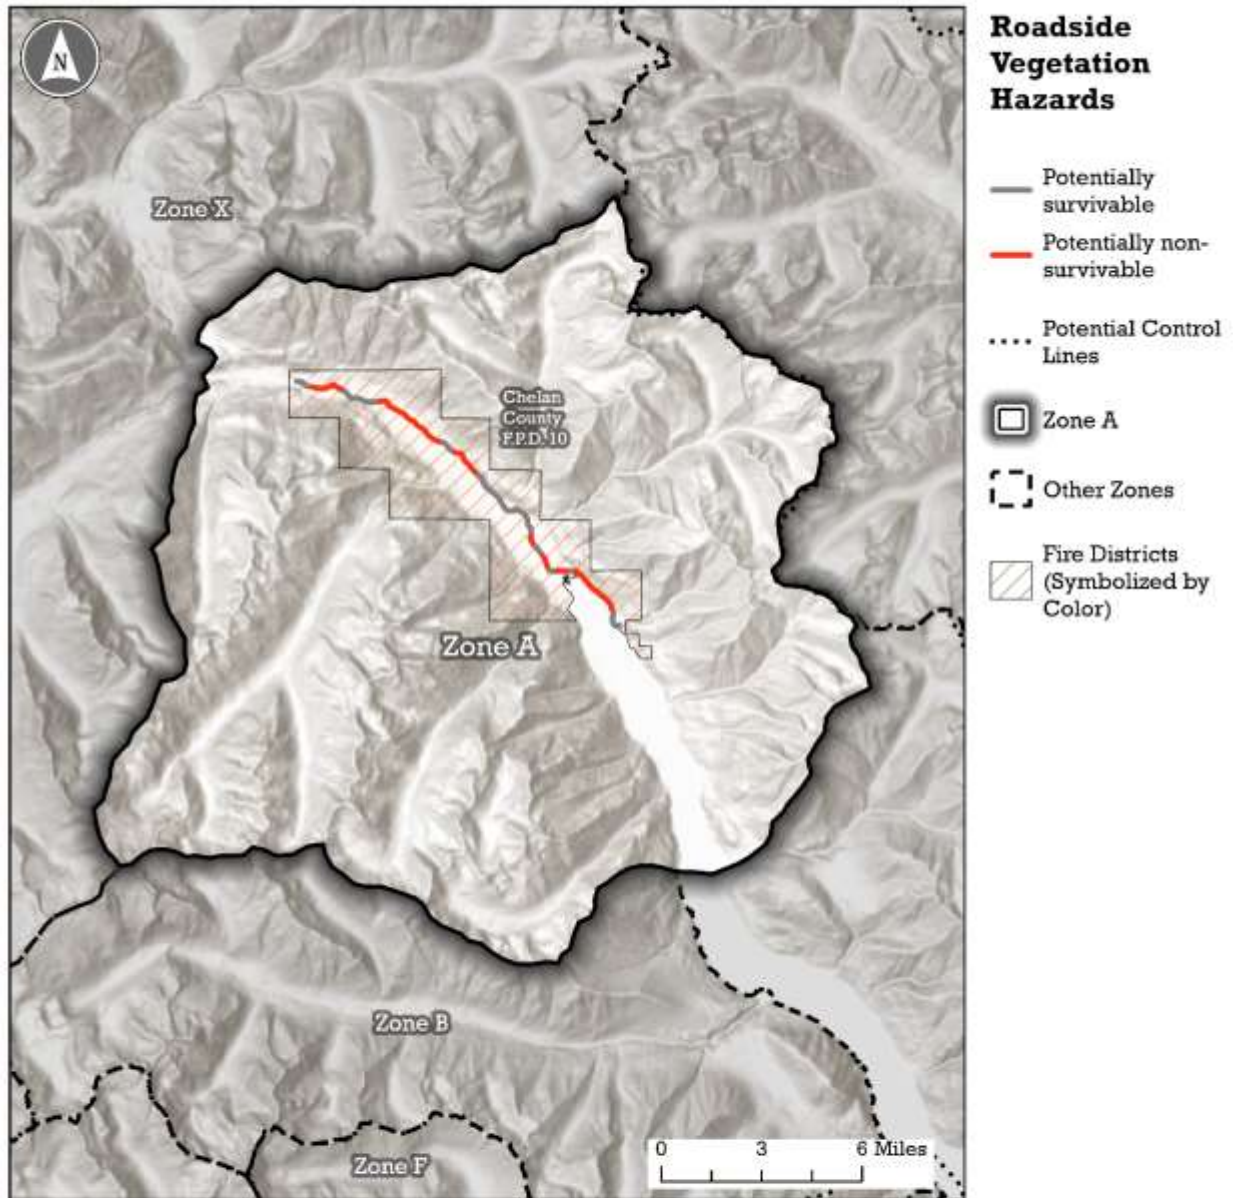 N
Zone X
Chelan
County
F.P.D. 10
Zone A
Zone B
Zone F
0 3 6 Miles
Roadside
Vegetation
Hazards
Potentially
survivable
Potentially non-
survivable
Potential Control
Lines
Zone A
Other Zones
Fire Districts
(Symbolized by
Color)